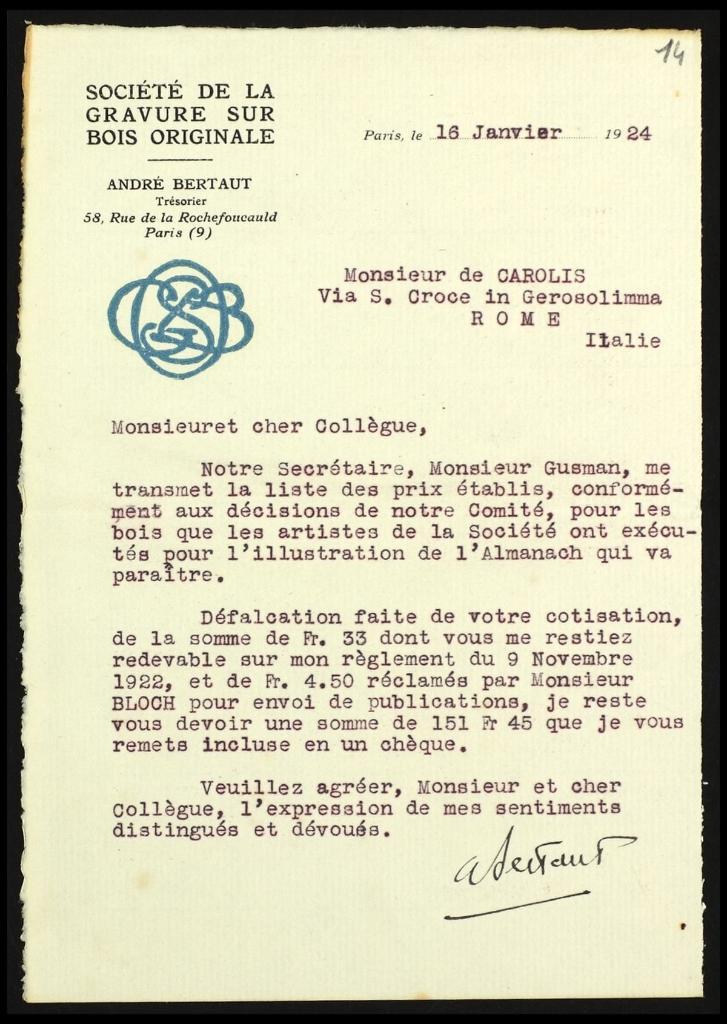 14
SOCIÉTÉ DE LA
GRAVURE SUR
BOIS ORIGINALE
ANDRÉ BERTAUT
Trésorier
58, Rue de la Rochefoucauld
Paris (9)
Paris, le 16 Janvier 1924
Monsieur de CAROLIS
Via S. Croce in Gerosolimma
R O M E
Italie
Monsieuret cher Collègue,
Notre Secrétaire, Monsieur Gusman, me
transmet la liste des prix établis, conformé-
ment aux décisions de notre Comité, pour les
bois que les artistes de la Société ont exécu-
tés pour l'illustration de l'Almanach qui va
paraître.
Défalcation faite de votre cotisation,
de la somme de Fr. 33 dont vous me restiez
redevable sur mon règlement du 9 Novembre
1922, et de Fr. 4.50 réclamés par Monsieur
BLOCH pour envoi de publications, je reste
vous devoir une somme de 151 Fr 45 que je vous
remets incluse en un chèque.
Veuillez agréer, Monsieur et cher
Collègue, l'expression de mes sentiments
distingués et dévoués.
ABertaut